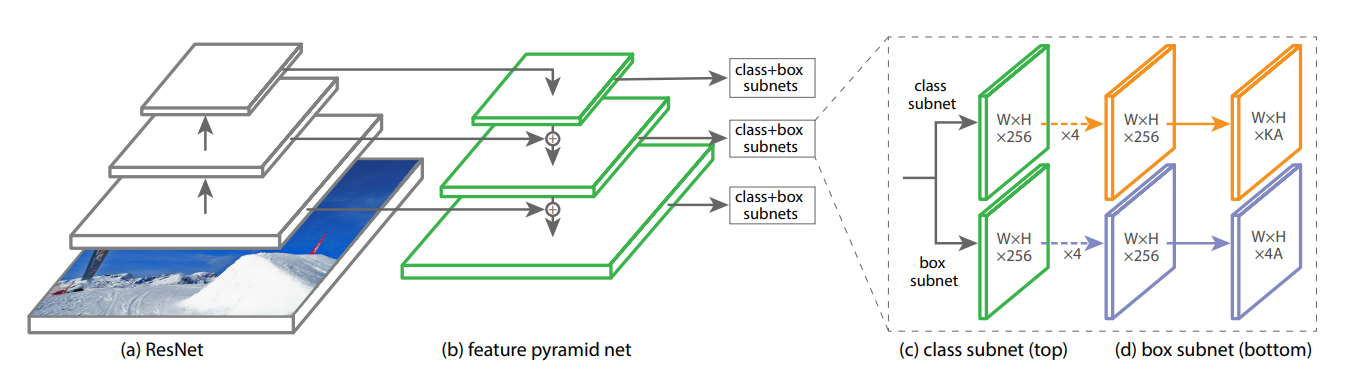 class+box
subnets
class+box
subnets
class+box
subnets
class
subnet
W×H
×256
×4
W×H
×256
W×H
×KA
box
subnet
W×H
×256
×4
W×H
×256
W×H
×4A
(a) ResNet
(b) feature pyramid net
(c) class subnet (top)
(d) box subnet (bottom)